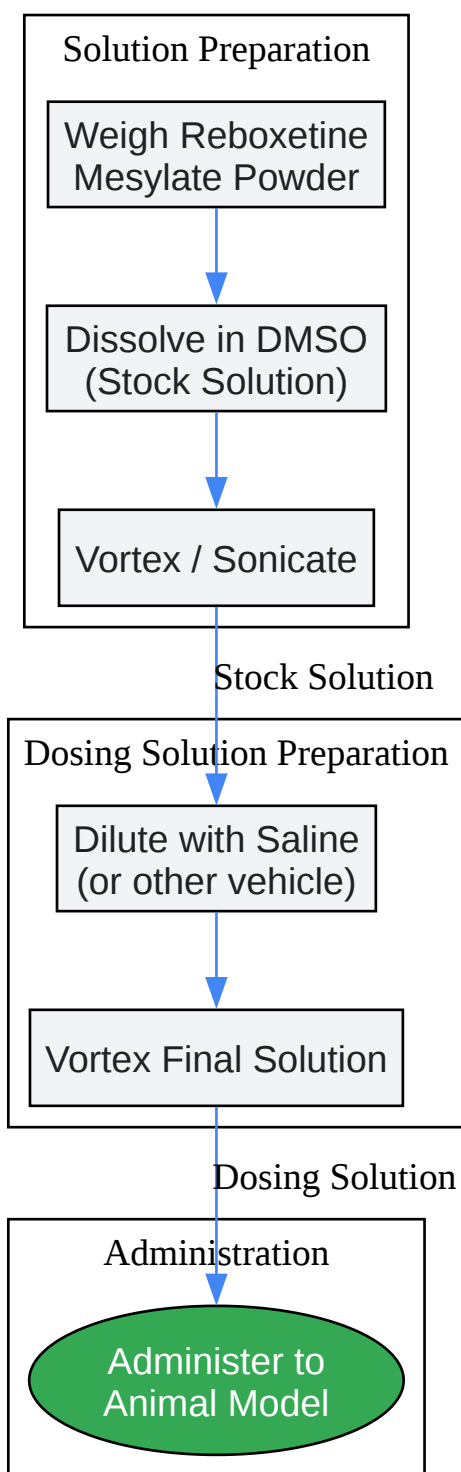 Solution Preparation
Weigh Reboxetine
Mesylate Powder
Dissolve in DMSO
(Stock Solution)
Vortex / Sonicate
Stock Solution
Dosing Solution Preparation
Dilute with Saline
(or other vehicle)
Vortex Final Solution
Dosing Solution
Administration
Administer to
Animal Model